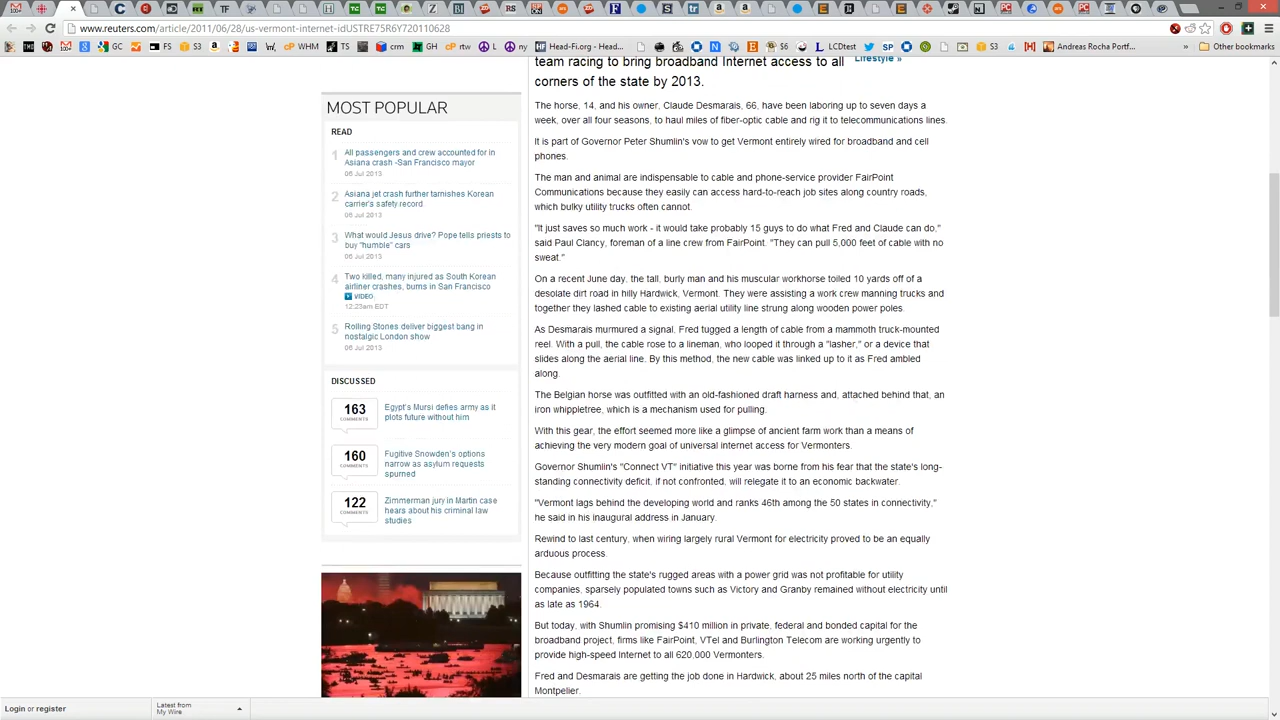 www.reuters.com/article/2011/06/28/us-vermont-internet-idUSTRE75R6Y720110628
GC
FS
S3
WHM
TS
crm
GH
rtw
L
ny
Head-Fi.org - Head...
S6
LCDtest
S3
Andreas Rocha Portf...
»
Other bookmarks
team racing to bring broadband Internet access to all
corners of the state by 2013.
Lifestyle »
MOST POPULAR
READ
1
All passengers and crew accounted for in
Asiana crash -San Francisco mayor
06 Jul 2013
2
Asiana jet crash further tarnishes Korean
carrier's safety record
06 Jul 2013
3
What would Jesus drive? Pope tells priests to
buy "humble" cars
06 Jul 2013
4
Two killed, many injured as South Korean
airliner crashes, burns in San Francisco
VIDEO
12:23am EDT
5
Rolling Stones deliver biggest bang in
nostalgic London show
06 Jul 2013
DISCUSSED
163
COMMENTS
Egypt's Mursi defies army as it
plots future without him
160
COMMENTS
Fugitive Snowden's options
narrow as asylum requests
spurned
122
COMMENTS
Zimmerman jury in Martin case
hears about his criminal law
studies
The horse, 14, and his owner, Claude Desmarais, 66, have been laboring up to seven days a
week, over all four seasons, to haul miles of fiber-optic cable and rig it to telecommunications lines.
It is part of Governor Peter Shumlin's vow to get Vermont entirely wired for broadband and cell
phones.
The man and animal are indispensable to cable and phone-service provider FairPoint
Communications because they easily can access hard-to-reach job sites along country roads,
which bulky utility trucks often cannot.
"It just saves so much work - it would take probably 15 guys to do what Fred and Claude can do,"
said Paul Clancy, foreman of a line crew from FairPoint. "They can pull 5,000 feet of cable with no
sweat."
On a recent June day, the tall, burly man and his muscular workhorse toiled 10 yards off of a
desolate dirt road in hilly Hardwick, Vermont. They were assisting a work crew manning trucks and
together they lashed cable to existing aerial utility line strung along wooden power poles.
As Desmarais murmured a signal, Fred tugged a length of cable from a mammoth truck-mounted
reel. With a pull, the cable rose to a lineman, who looped it through a "lasher," or a device that
slides along the aerial line. By this method, the new cable was linked up to it as Fred ambled
along.
The Belgian horse was outfitted with an old-fashioned draft harness and, attached behind that, an
iron whippletree, which is a mechanism used for pulling.
With this gear, the effort seemed more like a glimpse of ancient farm work than a means of
achieving the very modern goal of universal internet access for Vermonters.
Governor Shumlin's "Connect VT" initiative this year was borne from his fear that the state's long-
standing connectivity deficit, if not confronted, will relegate it to an economic backwater.
"Vermont lags behind the developing world and ranks 46th among the 50 states in connectivity,"
he said in his inaugural address in January.
Rewind to last century, when wiring largely rural Vermont for electricity proved to be an equally
arduous process.
Because outfitting the state's rugged areas with a power grid was not profitable for utility
companies, sparsely populated towns such as Victory and Granby remained without electricity until
as late as 1964.
But today, with Shumlin promising $410 million in private, federal and bonded capital for the
broadband project, firms like FairPoint, VTel and Burlington Telecom are working urgently to
provide high-speed Internet to all 620,000 Vermonters.
Fred and Desmarais are getting the job done in Hardwick, about 25 miles north of the capital
Montpelier.
Login or register
Latest from
My Wire